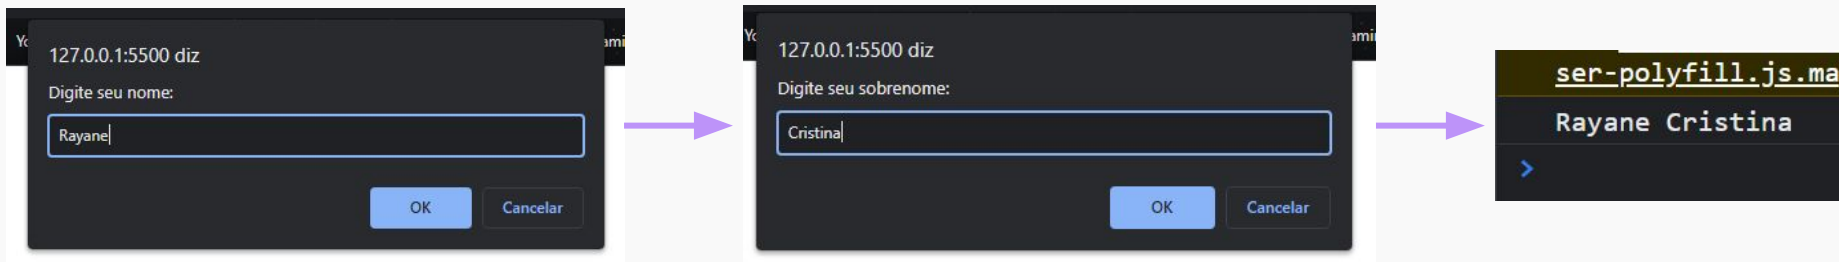 127.0.0.1:5500 diz
Digite seu nome:
Rayane
OK Cancelar
127.0.0.1:5500 diz
Digite seu sobrenome:
Cristina
OK Cancelar
ser-polyfill.js.ma
Rayane Cristina
>